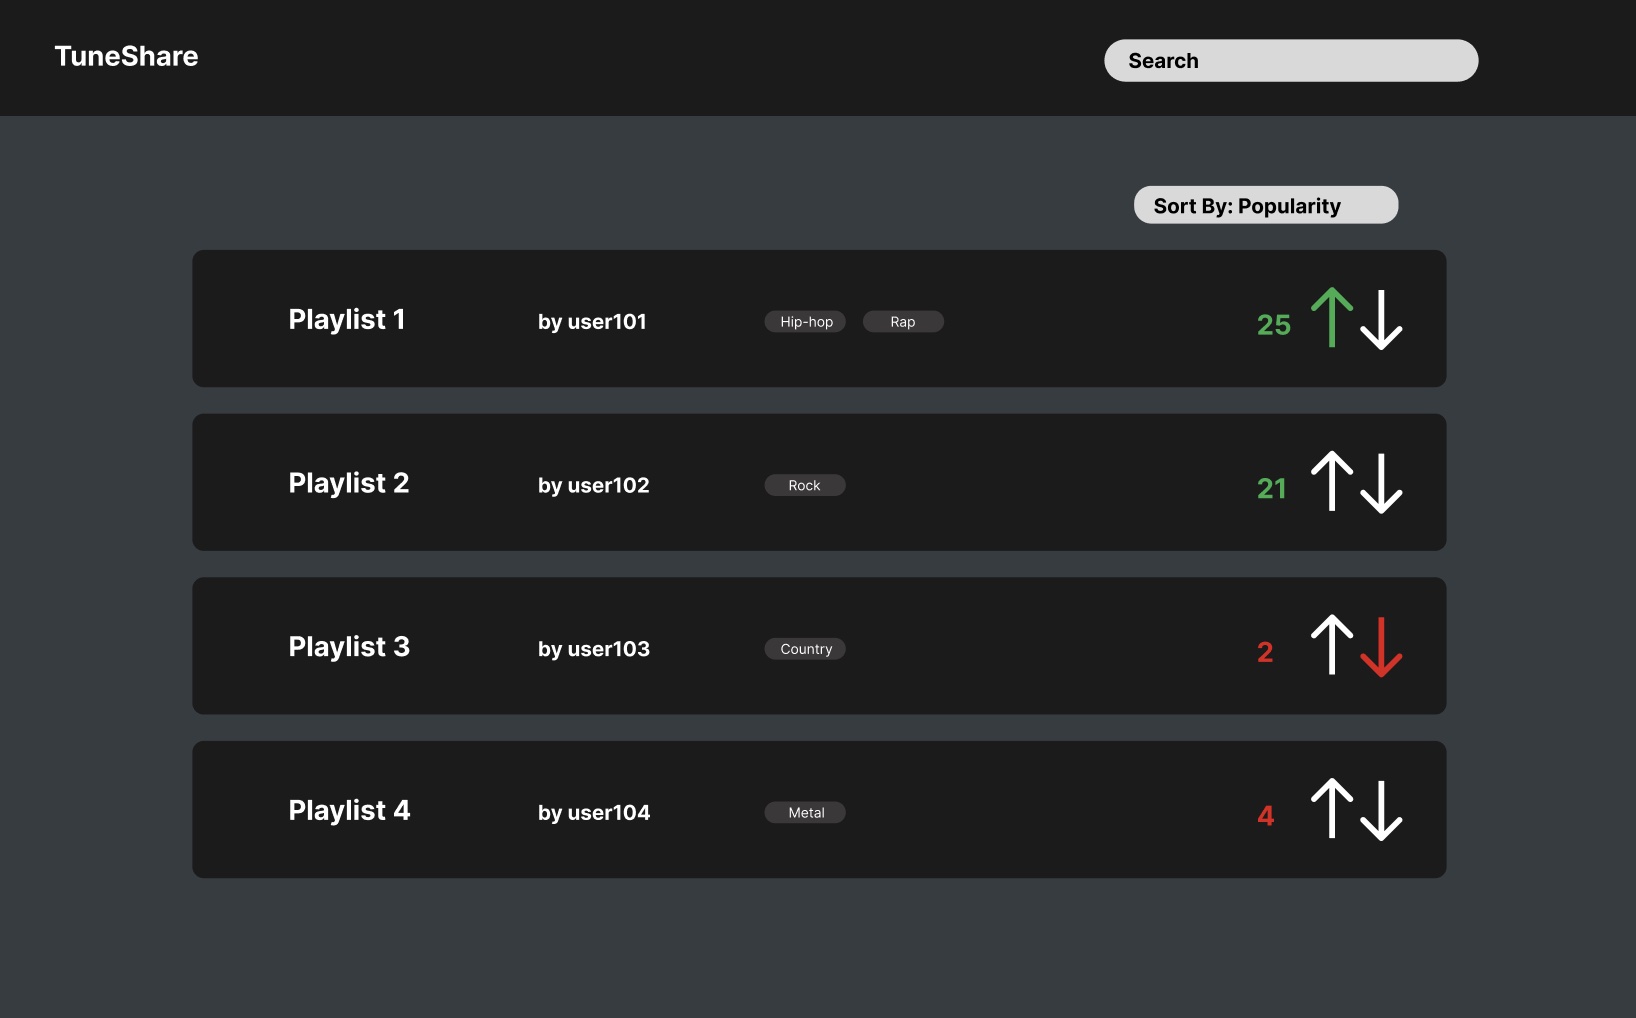 TuneShare
Search
Sort By: Popularity
Playlist 1 by user101 Hip-hop Rap 25
Playlist 2 by user102 Rock 21
Playlist 3 by user103 Country 2
Playlist 4 by user104 Metal 4